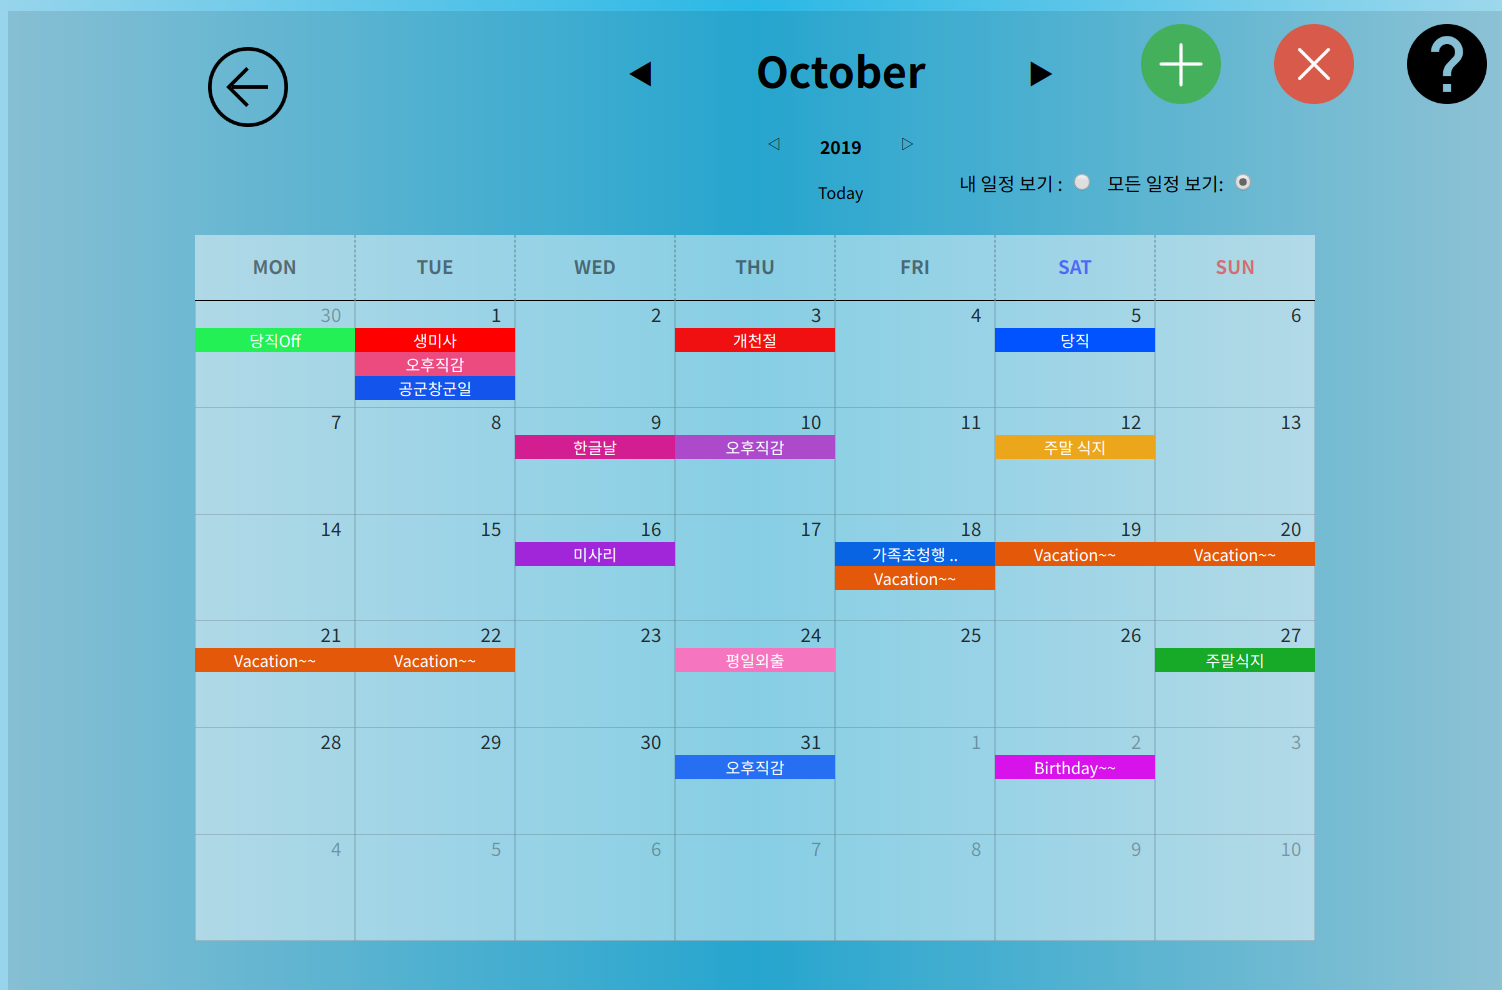 October
2019
Today
내 일정 보기 :
모든 일정 보기:
MON TUE WED THU FRI SAT SUN
30 1 2 3 4 5 6
당직Off 생미사 개천절 당직
오후직감
공군창군일
7 8 9 10 11 12 13
한글날 오후직감 주말 식지
14 15 16 17 18 19 20
미사리 가족초청행 .. Vacation~~ Vacation~~
Vacation~~
21 22 23 24 25 26 27
Vacation~~ Vacation~~ 평일외출 주말식지
28 29 30 31 1 2 3
오후직감 Birthday~~
4 5 6 7 8 9 10